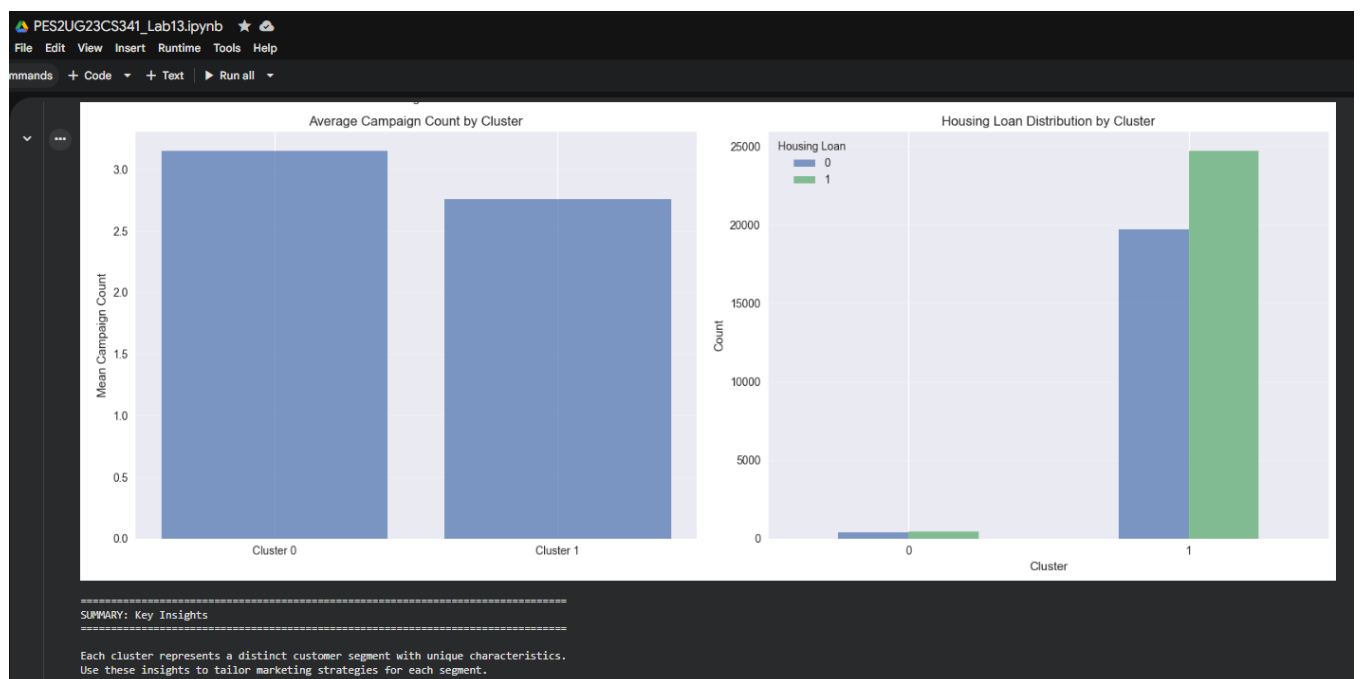 PES2UG23CS341_Lab13.ipynb
File Edit View Insert Runtime Tools Help
mmands + Code + Text Run all
Average Campaign Count by Cluster
3.0
2.5
2.0
1.5
1.0
0.5
0.0
Mean Campaign Count
Cluster 0 Cluster 1
Housing Loan Distribution by Cluster
Housing Loan
0
1
25000
20000
15000
10000
5000
0
Count
0 1
Cluster
================================================================================
SUMMARY: Key Insights
================================================================================
Each cluster represents a distinct customer segment with unique characteristics.
Use these insights to tailor marketing strategies for each segment.